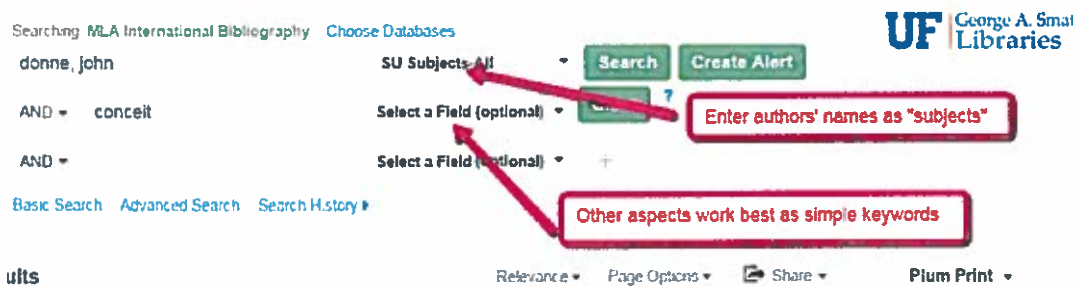 Searching MLA International Bibliography Choose Databases
UF George A. Smat
Libraries
donne, john SU Subjects-All Search Create Alert
AND conceit Select a Field (optional) ?
Enter authors' names as "subjects"
AND Select a Field (optional) +
Basic Search Advanced Search Search History
Other aspects work best as simple keywords
ults Relevance Page Options Share Plum Print